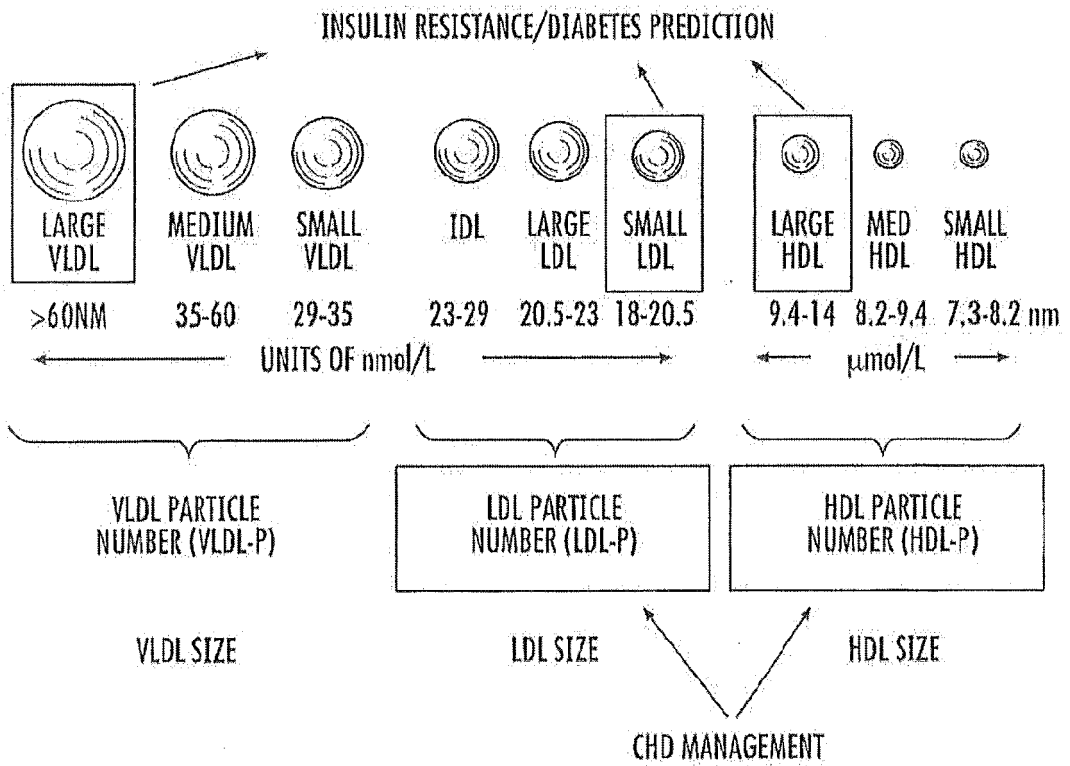 INSULIN RESISTANCE/DIABETES PREDICTION
LARGE VLDL
MEDIUM VLDL
SMALL VLDL
IDL
LARGE LDL
SMALL LDL
LARGE HDL
MED HDL
SMALL HDL
>60NM 35-60 29-35 23-29 20.5-23 18-20.5 9.4-14 8.2-9.4 7.3-8.2 nm
UNITS OF nmol/L μmol/L
VLDL PARTICLE
NUMBER (VLDL-P)
LDL PARTICLE
NUMBER (LDL-P)
HDL PARTICLE
NUMBER (HDL-P)
VLDL SIZE LDL SIZE HDL SIZE
CHD MANAGEMENT